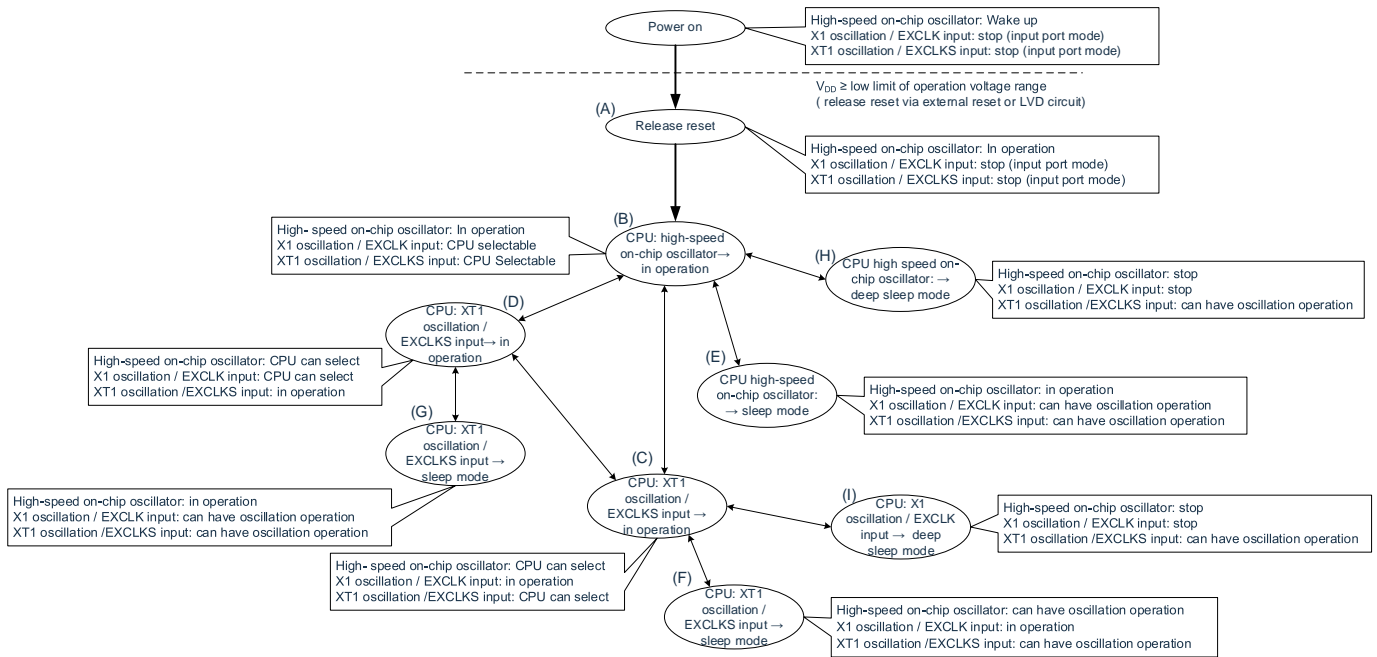 Power on
High-speed on-chip oscillator: Wake up
X1 oscillation / EXCLK input: stop (input port mode)
XT1 oscillation / EXCLKS input: stop (input port mode)
VDD ≥ low limit of operation voltage range
( release reset via external reset or LVD circuit)
(A)
Release reset
High-speed on-chip oscillator: In operation
X1 oscillation / EXCLK input: stop (input port mode)
XT1 oscillation / EXCLKS input: stop (input port mode)
(B)
CPU: high-speed
on-chip oscillator→
in operation
High- speed on-chip oscillator: In operation
X1 oscillation / EXCLK input: CPU selectable
XT1 oscillation / EXCLKS input: CPU Selectable
(H)
CPU high speed on-
chip oscillator: →
deep sleep mode
High-speed on-chip oscillator: stop
X1 oscillation / EXCLK input: stop
XT1 oscillation /EXCLKS input: can have oscillation operation
(D)
CPU: XT1
oscillation /
EXCLKS input→ in
operation
High-speed on-chip oscillator: CPU can select
X1 oscillation / EXCLK input: CPU can select
XT1 oscillation /EXCLKS input: in operation
(E)
CPU high-speed
on-chip oscillator:
→ sleep mode
High-speed on-chip oscillator: in operation
X1 oscillation / EXCLK input: can have oscillation operation
XT1 oscillation /EXCLKS input: can have oscillation operation
(G)
CPU: XT1
oscillation /
EXCLKS input →
sleep mode
High-speed on-chip oscillator: in operation
X1 oscillation / EXCLK input: can have oscillation operation
XT1 oscillation /EXCLKS input: can have oscillation operation
(C)
CPU: XT1
oscillation /
EXCLKS input →
in operation
High- speed on-chip oscillator: CPU can select
X1 oscillation / EXCLK input: in operation
XT1 oscillation /EXCLKS input: CPU can select
(I)
CPU: X1
oscillation / EXCLK
input → deep
sleep mode
High-speed on-chip oscillator: stop
X1 oscillation / EXCLK input: stop
XT1 oscillation /EXCLKS input: can have oscillation operation
(F)
CPU: XT1
oscillation /
EXCLKS input →
sleep mode
High-speed on-chip oscillator: can have oscillation operation
X1 oscillation / EXCLK input: in operation
XT1 oscillation /EXCLKS input: can have oscillation operation